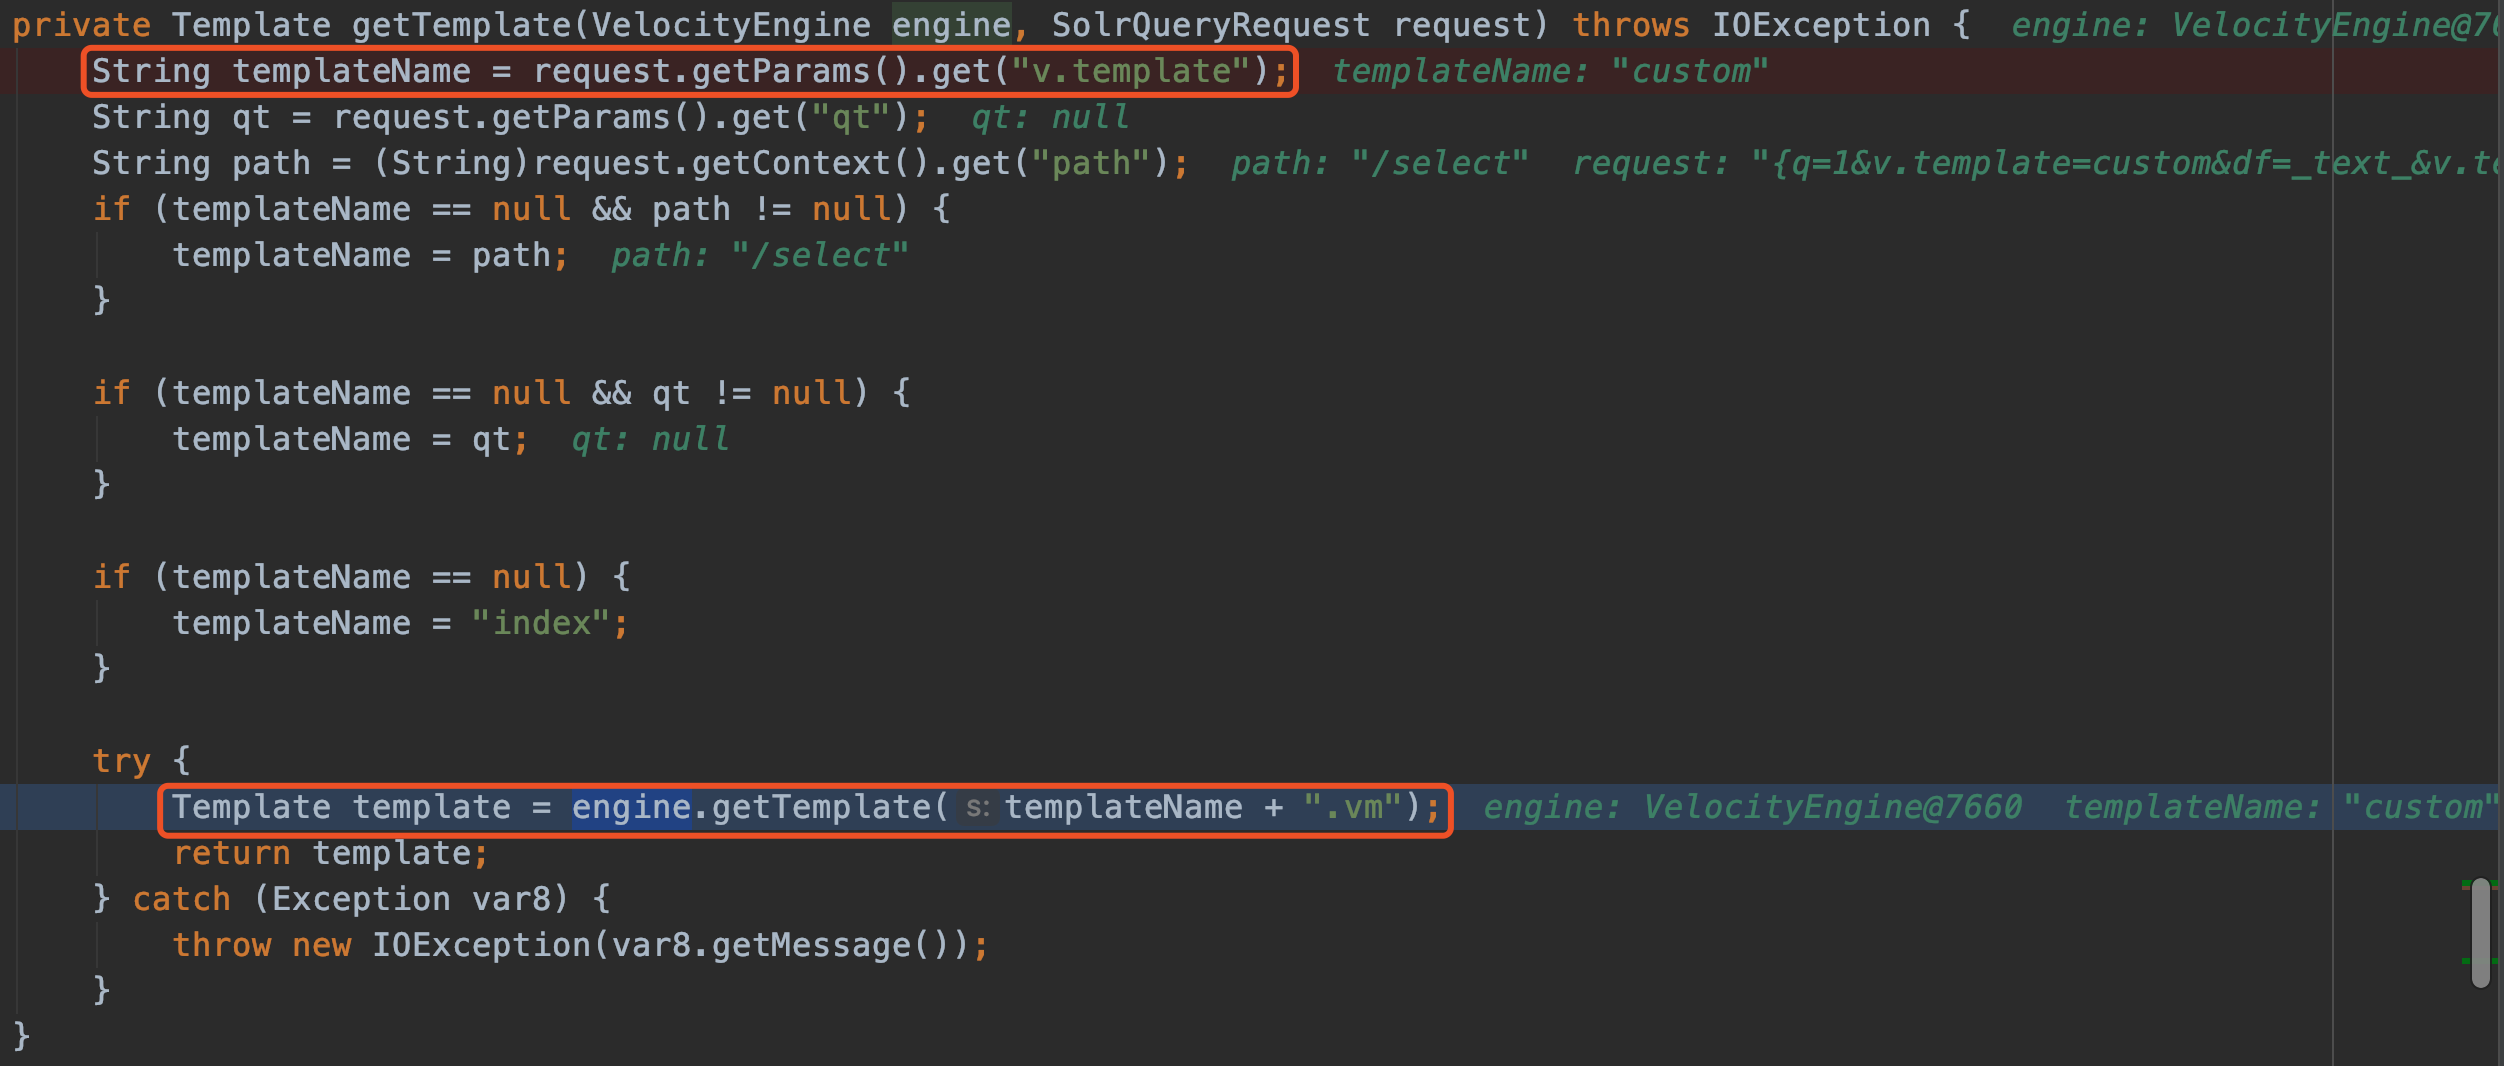 private Template getTemplate(VelocityEngine engine, SolrQueryRequest request) throws IOException {  engine: VelocityEngine@7
String templateName = request.getParams().get("v.template");  templateName: "custom"
String qt = request.getParams().get("qt");  qt: null
String path = (String)request.getContext().get("path");  path: "/select"  request: "{q=1&v.template=custom&df=_text_&v.te
if (templateName == null && path != null) {
templateName = path;  path: "/select"
}
if (templateName == null && qt != null) {
templateName = qt;  qt: null
}
if (templateName == null) {
templateName = "index";
}
try {
Template template = engine.getTemplate( s: templateName + ".vm");  engine: VelocityEngine@7660  templateName: "custom"
return template;
} catch (Exception var8) {
throw new IOException(var8.getMessage());
}
}